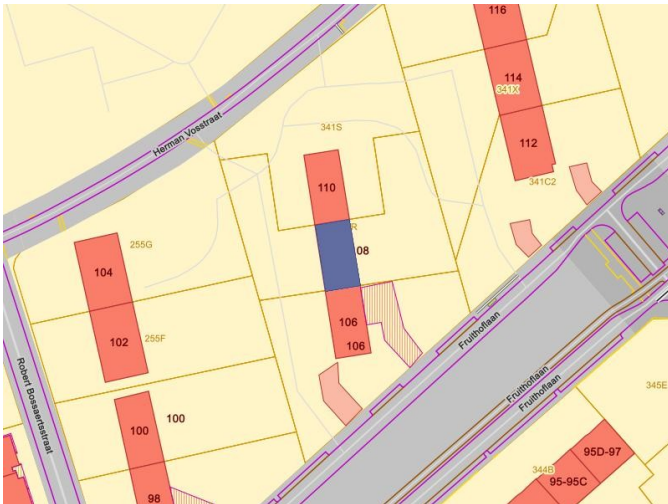 116
114
341X
112
341C2
Herman Vosstraat
341S
110
R
08
106
106
255G
104
102
255F
100
100
98
Robert Bossaertsstraat
Fruithoflaan
Fruithoflaan
Fruithoflaan
345E
344B
95D-97
95-95C